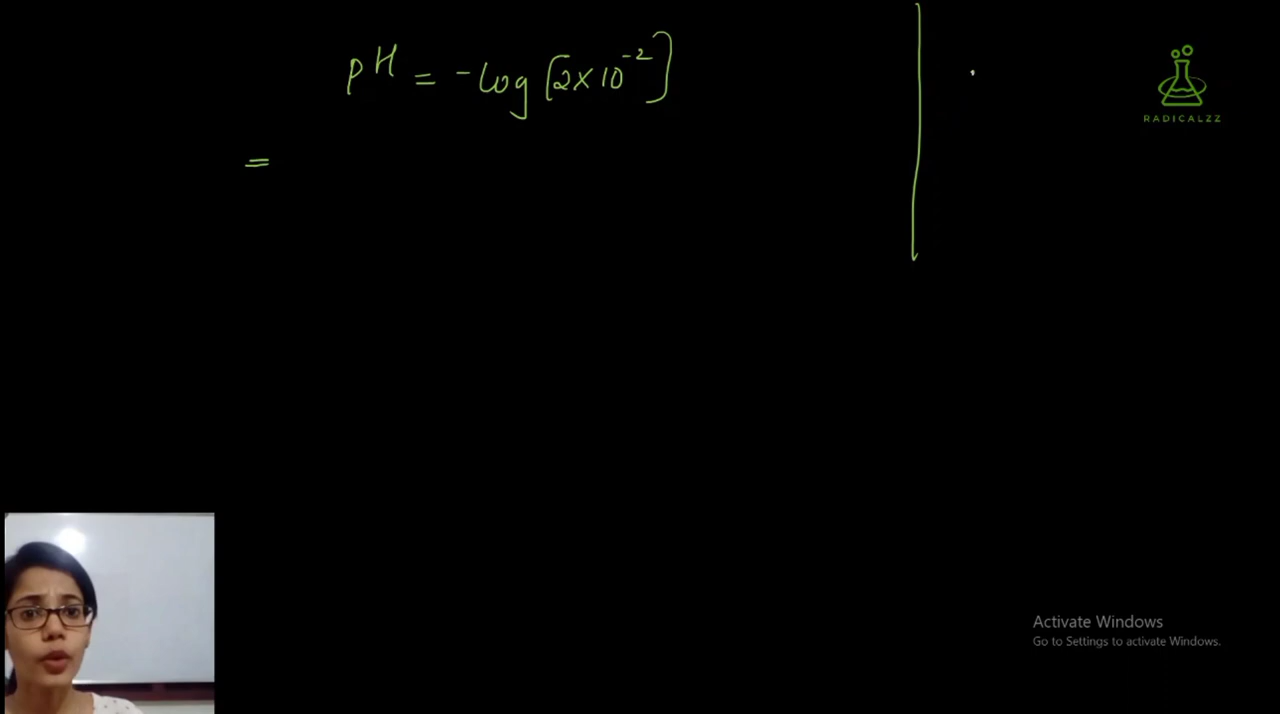 pH = -log [2×10⁻²]
=
RADICALZZ
Activate Windows
Go to Settings to activate Windows.